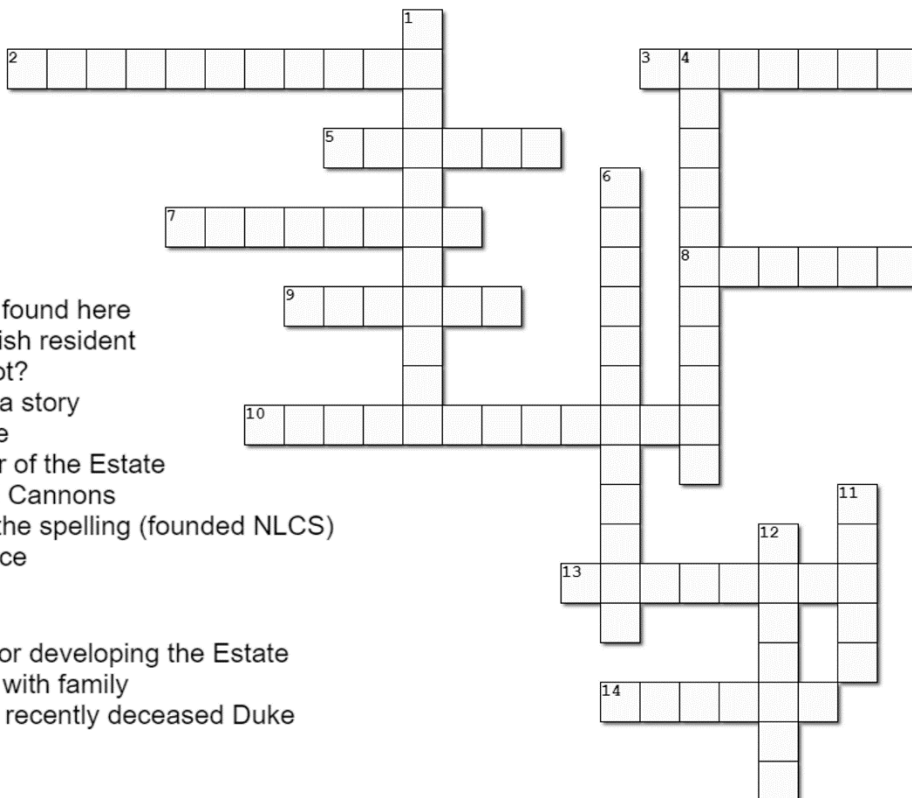 1
2
3 4
5
6
7
8
9
10
11
12
13
14
found here
ish resident
ot?
a story
e
r of the Estate
Cannons
the spelling (founded NLCS)
ce
or developing the Estate
with family
recently deceased Duke